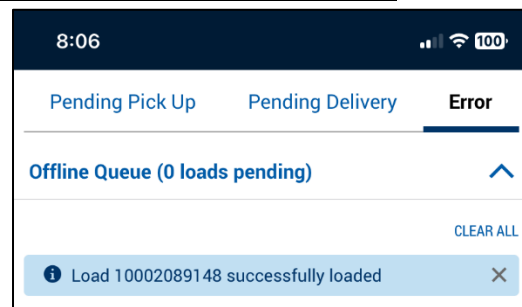 8:06
100
Pending Pick Up Pending Delivery Error
Offline Queue (0 loads pending)
CLEAR ALL
Load 10002089148 successfully loaded